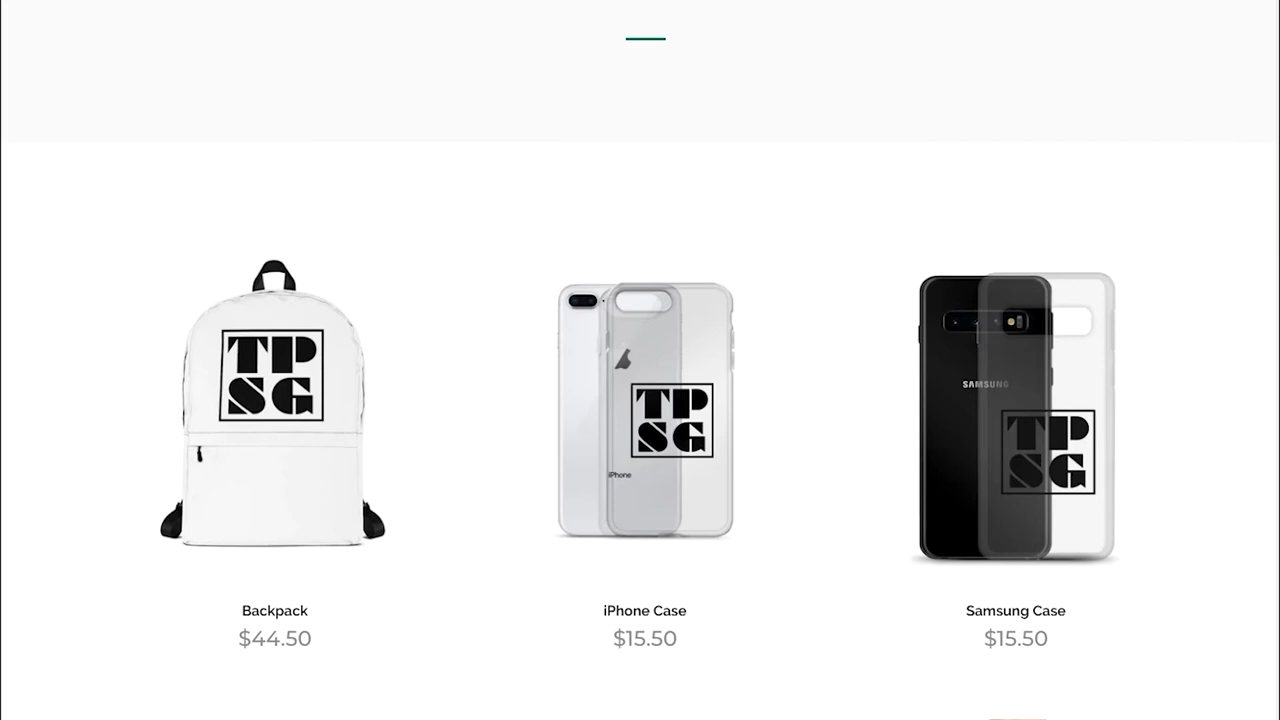 TP
SG
TP
SG
iPhone
SAMSUNG
TP
SG
Backpack
iPhone Case
Samsung Case
$44.50
$15.50
$15.50